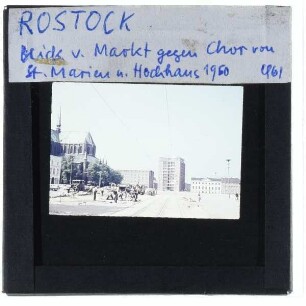 ROSTOCK
Blick v. Markt gegen Chor von
St. Marien u. Hochhaus 1960 1961